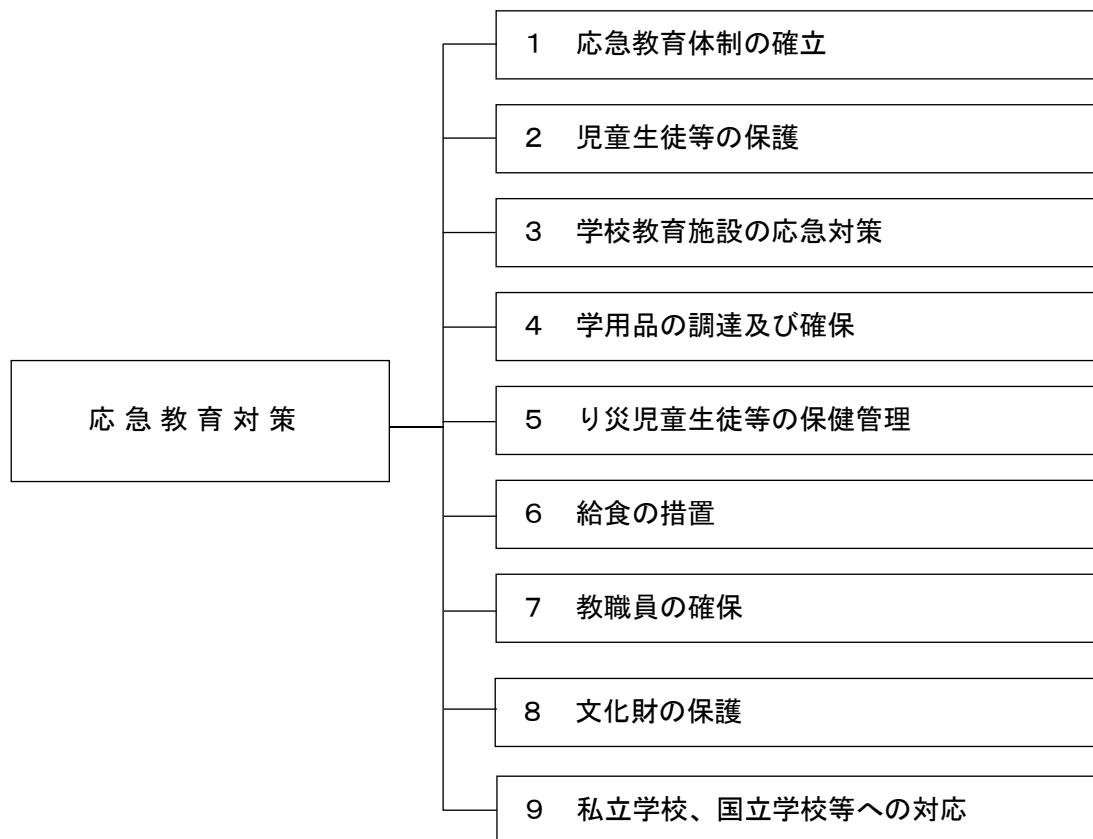 応急教育対策
１　応急教育体制の確立
２　児童生徒等の保護
３　学校教育施設の応急対策
４　学用品の調達及び確保
５　り災児童生徒等の保健管理
６　給食の措置
７　教職員の確保
８　文化財の保護
９　私立学校、国立学校等への対応